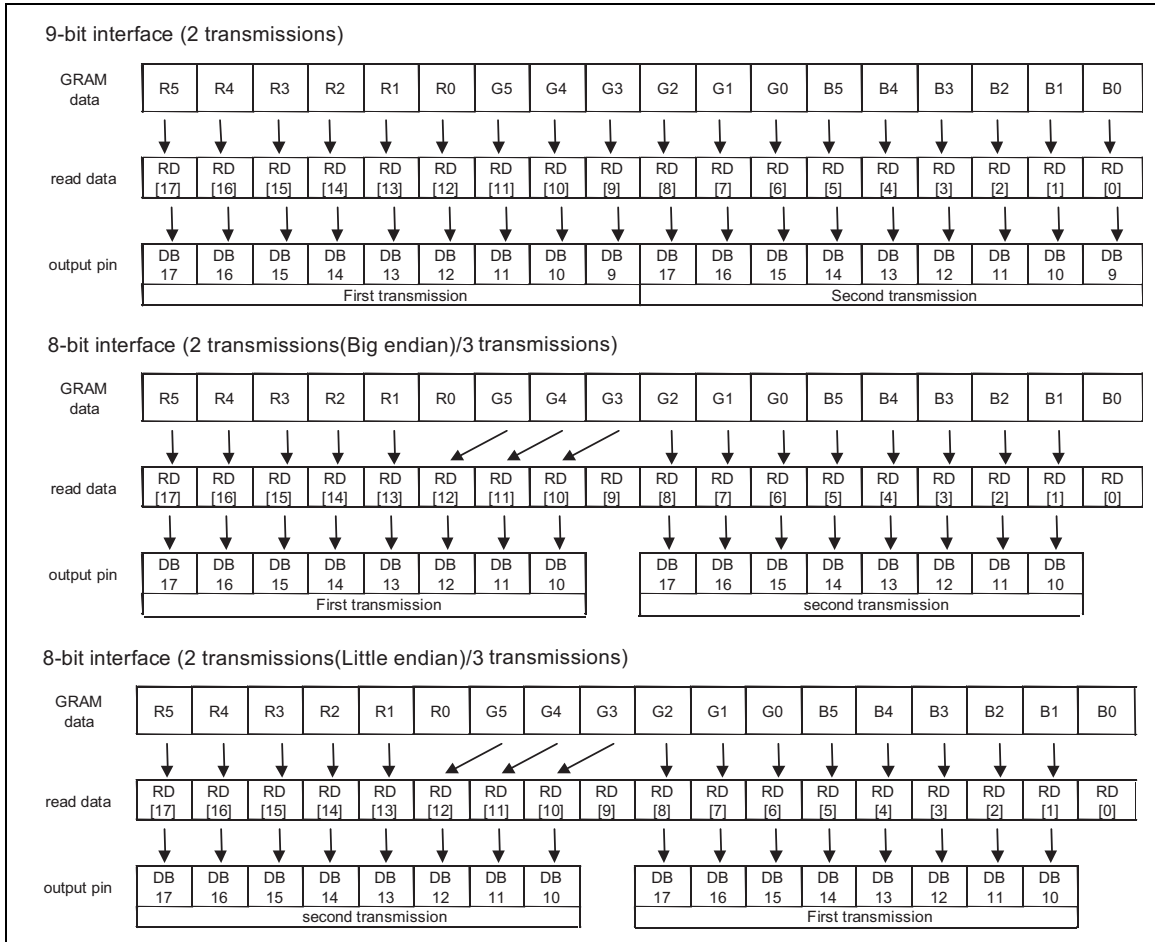 9-bit interface (2 transmissions)
GRAM
data
R5 R4 R3 R2 R1 R0 G5 G4 G3 G2 G1 G0 B5 B4 B3 B2 B1 B0
read data
RD RD RD RD RD RD RD RD RD RD RD RD RD RD RD RD RD RD
[17] [16] [15] [14] [13] [12] [11] [10] [9] [8] [7] [6] [5] [4] [3] [2] [1] [0]
output pin
DB DB DB DB DB DB DB DB DB DB DB DB DB DB DB DB DB DB
17 16 15 14 13 12 11 10 9 17 16 15 14 13 12 11 10 9
First transmission Second transmission
8-bit interface (2 transmissions(Big endian)/3 transmissions)
GRAM
data
R5 R4 R3 R2 R1 R0 G5 G4 G3 G2 G1 G0 B5 B4 B3 B2 B1 B0
read data
RD RD RD RD RD RD RD RD RD RD RD RD RD RD RD RD RD RD
[17] [16] [15] [14] [13] [12] [11] [10] [9] [8] [7] [6] [5] [4] [3] [2] [1] [0]
output pin
DB DB DB DB DB DB DB DB DB DB DB DB DB DB DB DB
17 16 15 14 13 12 11 10 17 16 15 14 13 12 11 10
First transmission second transmission
8-bit interface (2 transmissions(Little endian)/3 transmissions)
GRAM
data
R5 R4 R3 R2 R1 R0 G5 G4 G3 G2 G1 G0 B5 B4 B3 B2 B1 B0
read data
RD RD RD RD RD RD RD RD RD RD RD RD RD RD RD RD RD RD
[17] [16] [15] [14] [13] [12] [11] [10] [9] [8] [7] [6] [5] [4] [3] [2] [1] [0]
output pin
DB DB DB DB DB DB DB DB DB DB DB DB DB DB DB DB
17 16 15 14 13 12 11 10 17 16 15 14 13 12 11 10
second transmission First transmission